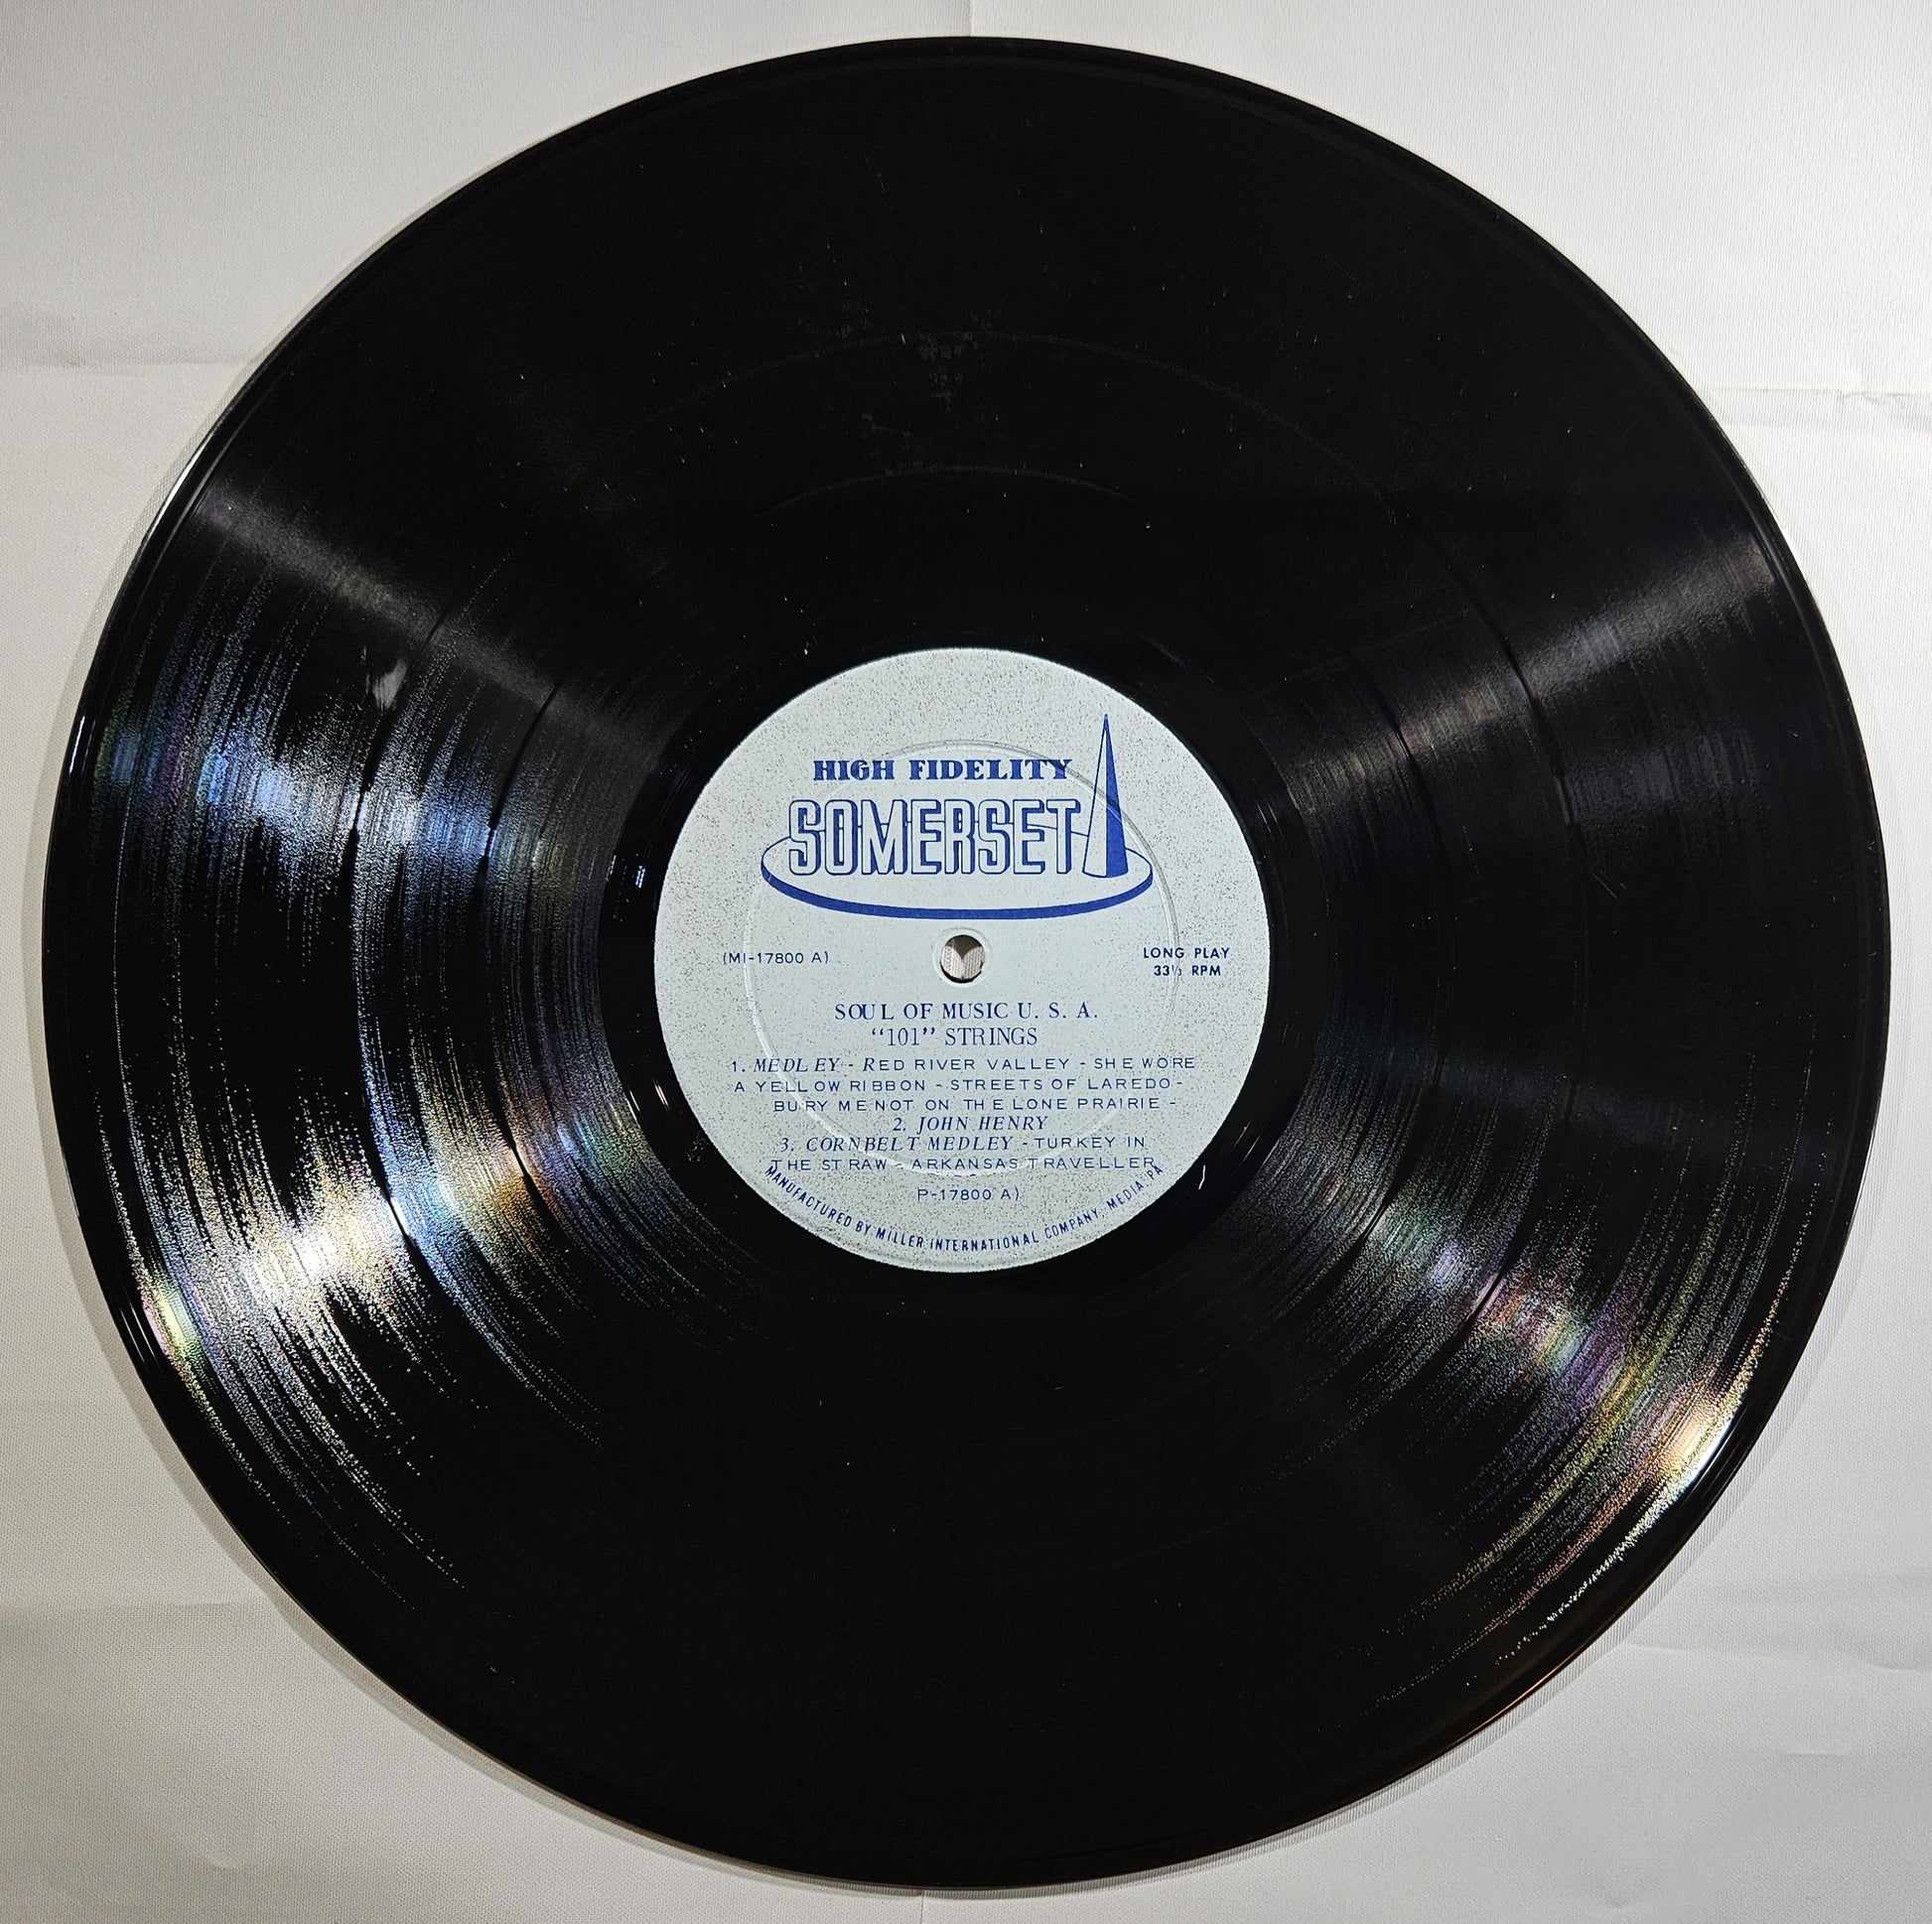 HIGH FIDELITY
SOMERSET
(MI-17800 A)
LONG PLAY
33⅓ RPM
SOUL OF MUSIC U. S. A.
“101” STRINGS
1. MEDLEY - RED RIVER VALLEY - SHE WORE
A YELLOW RIBBON - STREETS OF LAREDO -
BURY ME NOT ON THE LONE PRAIRIE -
2. JOHN HENRY
3. CORNBELT MEDLEY - TURKEY IN
THE STRAW - ARKANSAS TRAVELLER
P-17800 A)
MANUFACTURED BY MILLER INTERNATIONAL COMPANY, MEDIA, PA